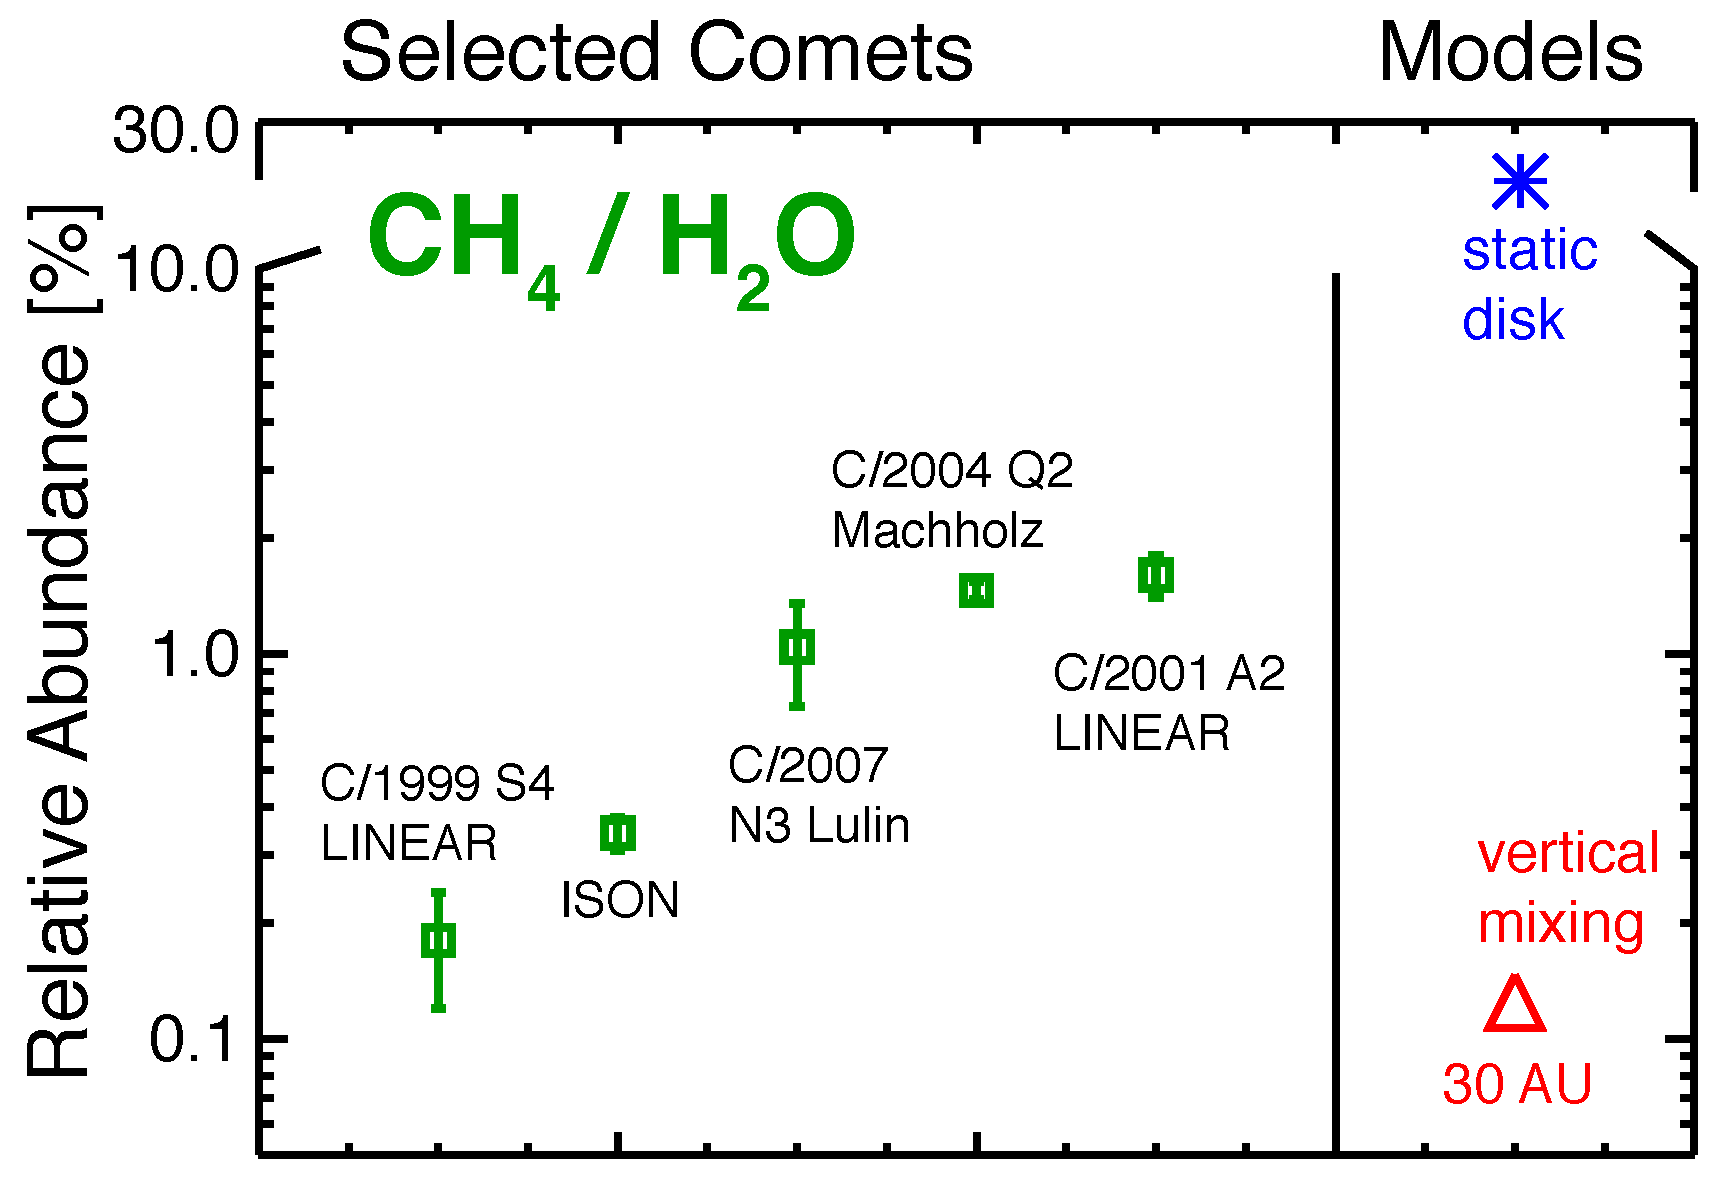 Selected Comets
Models
30.0
10.0
1.0
0.1
Relative Abundance [%]
CH₄ / H₂O
static
disk
C/2004 Q2
Machholz
C/2001 A2
LINEAR
C/2007
N3 Lulin
C/1999 S4
LINEAR
ISON
vertical
mixing
30 AU